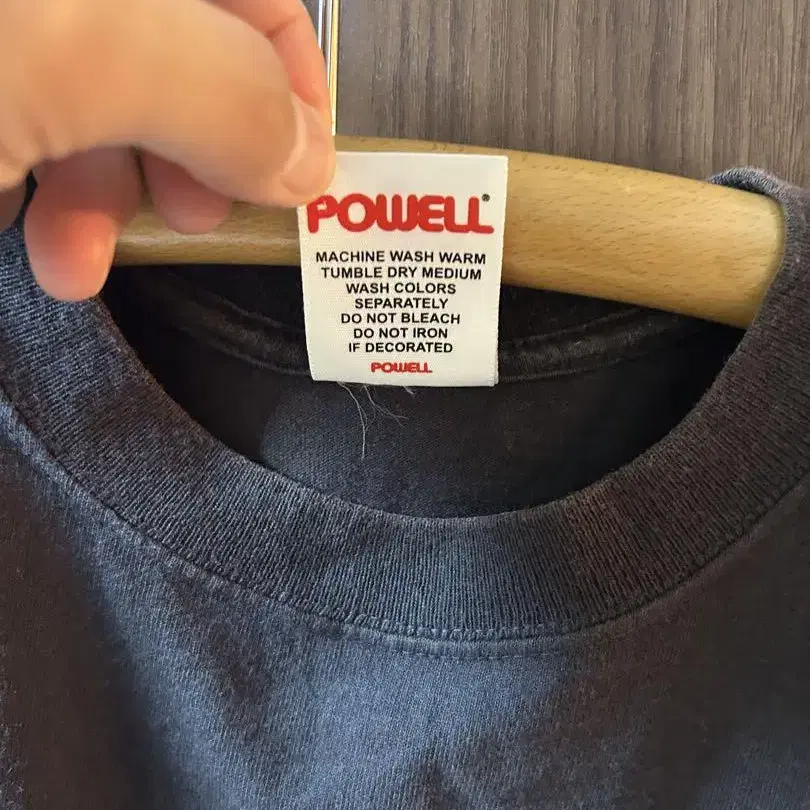 POWELL®
MACHINE WASH WARM
TUMBLE DRY MEDIUM
WASH COLORS
SEPARATELY
DO NOT BLEACH
DO NOT IRON
IF DECORATED
POWELL